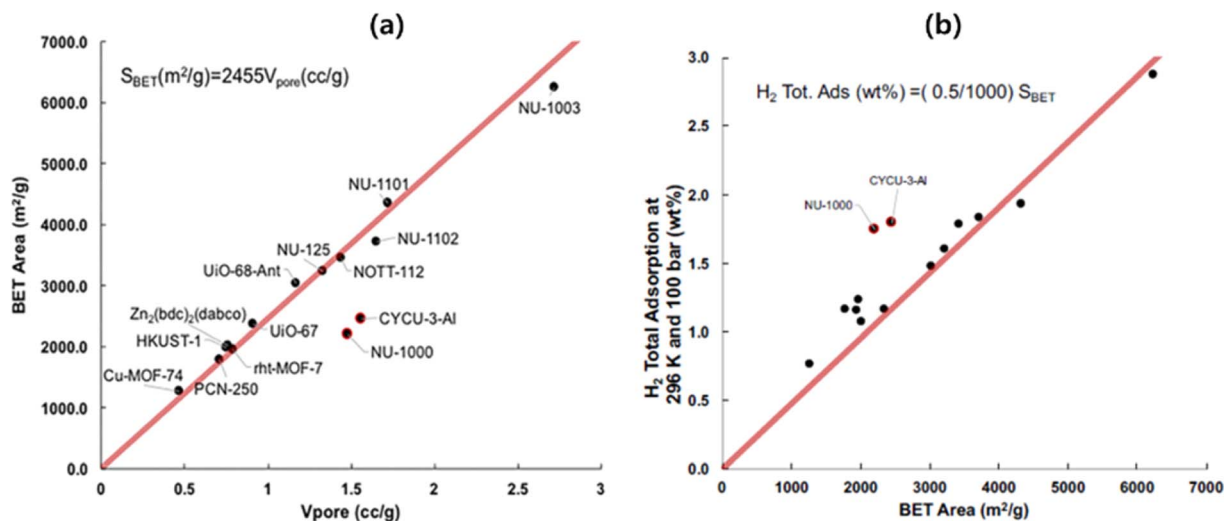 (a)
7000.0
6000.0
5000.0
4000.0
3000.0
2000.0
1000.0
0.0
BET Area (m²/g)
S_BET(m²/g)=2455V_pore(cc/g)
NU-1003
NU-1101
NU-1102
NU-125
NOTT-112
UiO-68-Ant
CYCU-3-Al
Zn₂(bdc)₂(dabco)
UiO-67
HKUST-1
NU-1000
rht-MOF-7
Cu-MOF-74
PCN-250
0
0.5
1
1.5
2
2.5
3
Vpore (cc/g)
(b)
3.0
2.5
2.0
1.5
1.0
0.5
0.0
H₂ Total Adsorption at
296 K and 100 bar (wt%)
H₂ Tot. Ads (wt%) =( 0.5/1000) S_BET
CYCU-3-Al
NU-1000
0
1000
2000
3000
4000
5000
6000
7000
BET Area (m²/g)